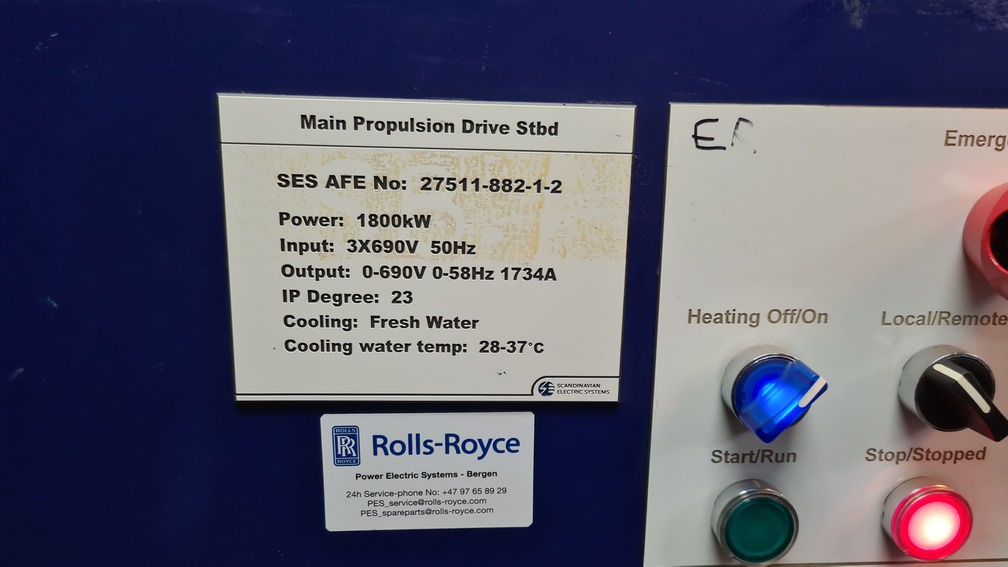 Main Propulsion Drive Stbd
SES AFE No: 27511-882-1-2
Power: 1800kW
Input: 3X690V 50Hz
Output: 0-690V 0-58Hz 1734A
IP Degree: 23
Cooling: Fresh Water
Cooling water temp: 28-37°C
SCANDINAVIAN
ELECTRIC SYSTEMS
ROLLS
RR
ROYCE
Rolls-Royce
Power Electric Systems - Bergen
24h Service-phone No: +47 97 65 89 29
PES_service@rolls-royce.com
PES_spareparts@rolls-royce.com
ER
Emerg
Heating Off/On
Local/Remote
Start/Run
Stop/Stopped